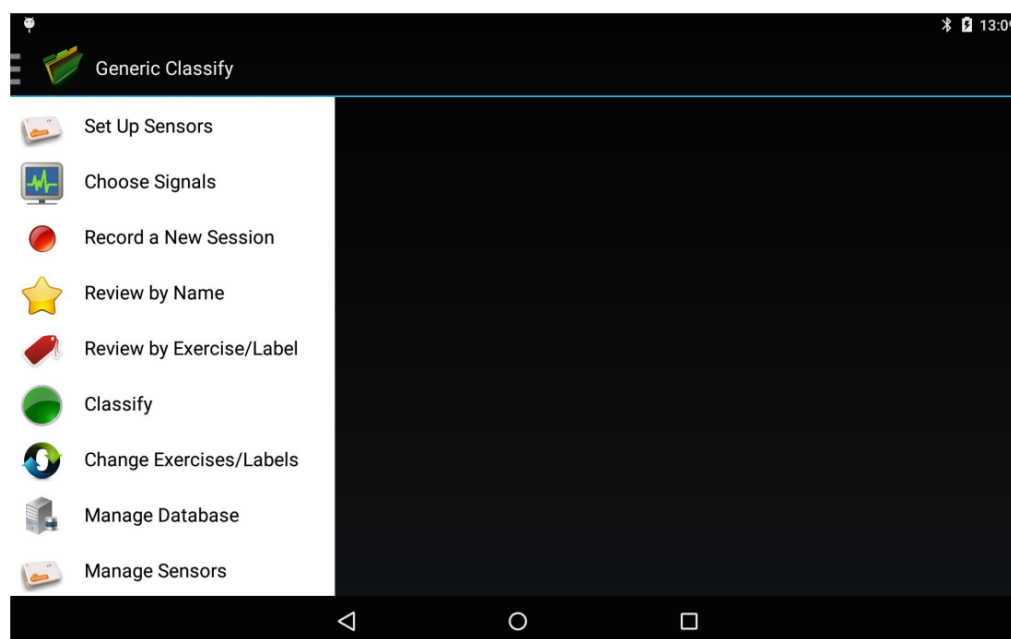 13:09
Generic Classify
Set Up Sensors
Choose Signals
Record a New Session
Review by Name
Review by Exercise/Label
Classify
Change Exercises/Labels
Manage Database
Manage Sensors